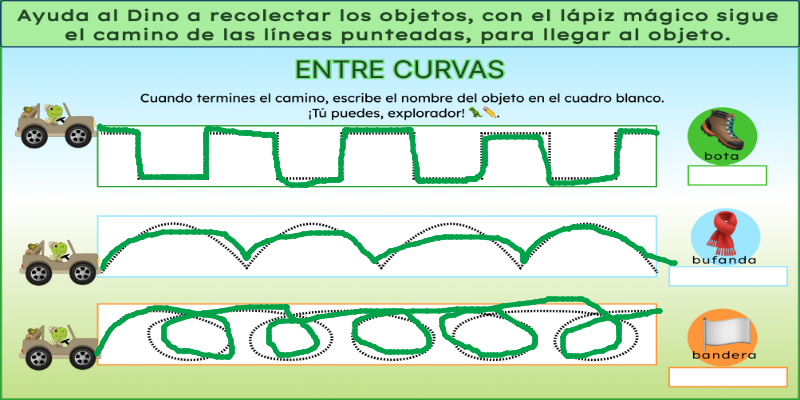 Ayuda al Dino a recolectar los objetos, con el lápiz mágico sigue
el camino de las líneas punteadas, para llegar al objeto.
ENTRE CURVAS
Cuando termines el camino, escribe el nombre del objeto en el cuadro blanco.
¡Tú puedes, explorador! 🦖✏️.
bota
bufanda
bandera